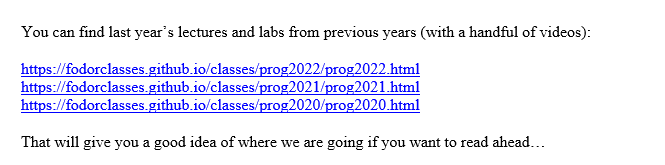 You can find last year's lectures and labs from previous years (with a handful of videos):
https://fodorclasses.github.io/classes/prog2022/prog2022.html
https://fodorclasses.github.io/classes/prog2021/prog2021.html
https://fodorclasses.github.io/classes/prog2020/prog2020.html
That will give you a good idea of where we are going if you want to read ahead…